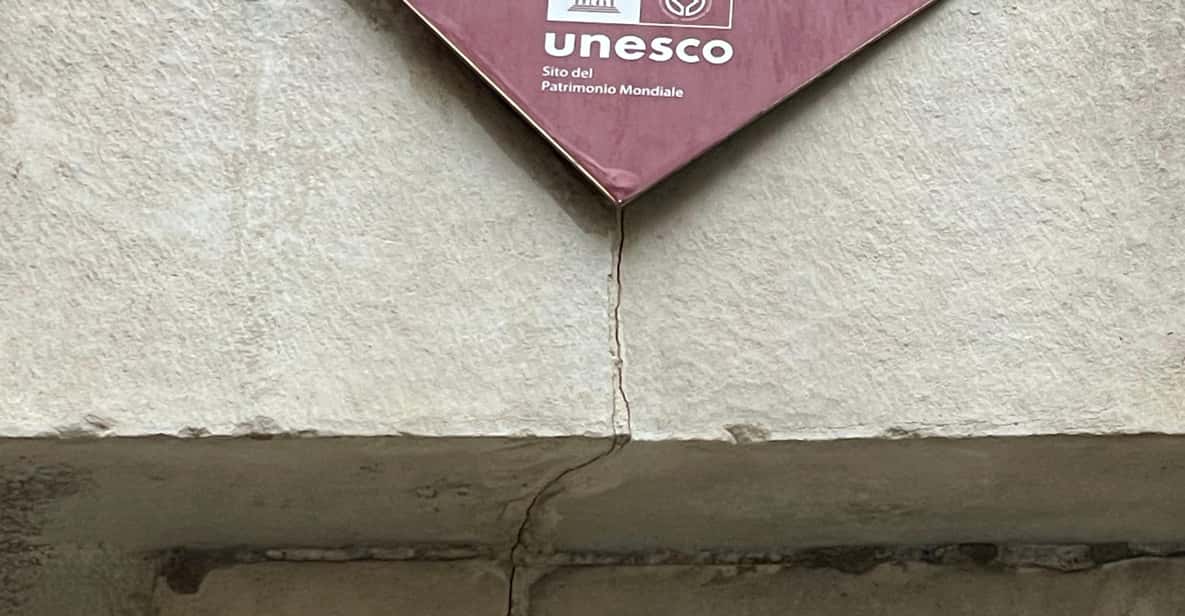 unesco
Sito del
Patrimonio Mondiale